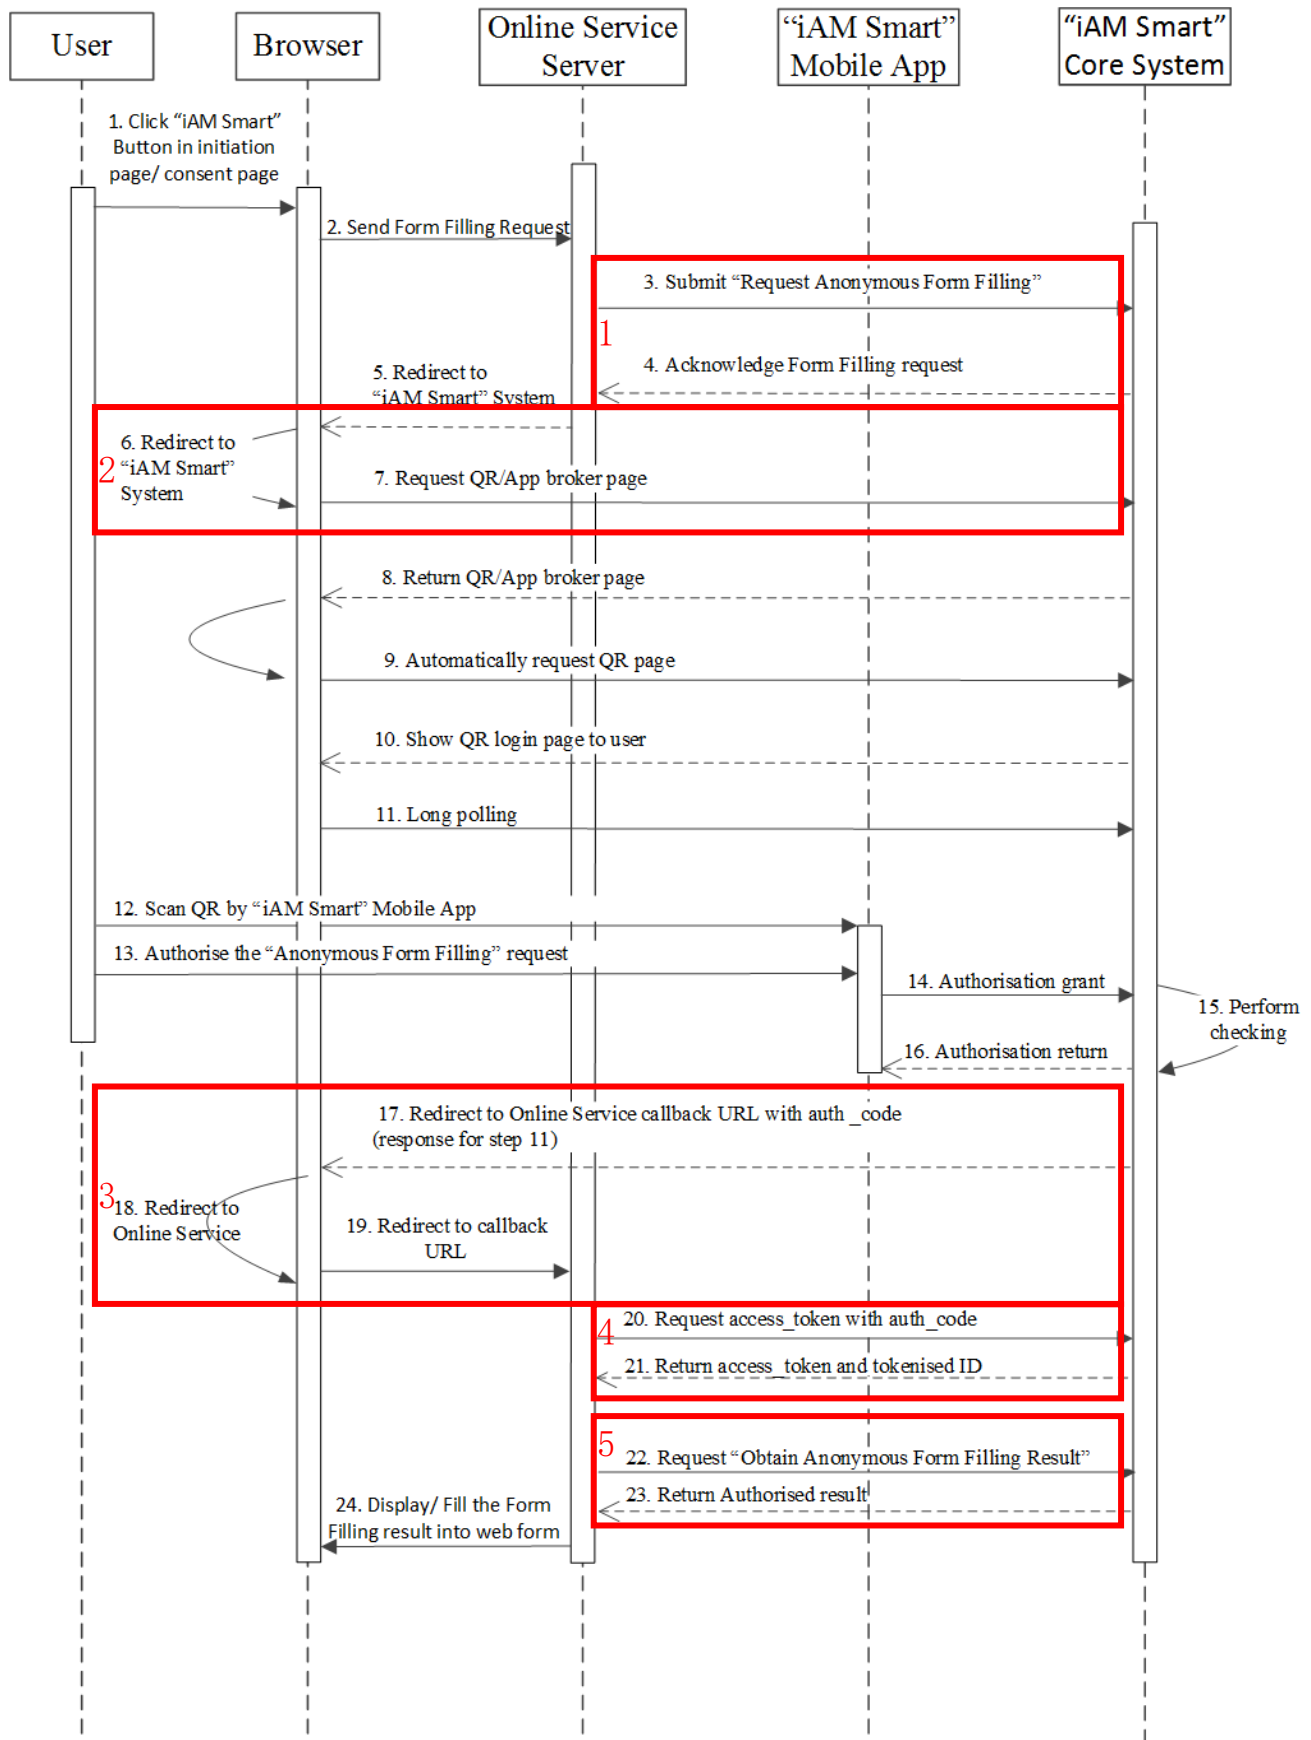 User
Browser
Online Service
Server
“iAM Smart”
Mobile App
“iAM Smart”
Core System
1. Click “iAM Smart”
Button in initiation
page/ consent page
2. Send Form Filling Request
3. Submit “Request Anonymous Form Filling”
1
4. Acknowledge Form Filling request
5. Redirect to
“iAM Smart” System
6. Redirect to
“iAM Smart”
System
2
7. Request QR/App broker page
8. Return QR/App broker page
9. Automatically request QR page
10. Show QR login page to user
11. Long polling
12. Scan QR by “iAM Smart” Mobile App
13. Authorise the “Anonymous Form Filling” request
14. Authorisation grant
15. Perform
checking
16. Authorisation return
17. Redirect to Online Service callback URL with auth_code
(response for step 11)
3
18. Redirect to
Online Service
19. Redirect to callback
URL
4
20. Request access_token with auth_code
21. Return access_token and tokenised ID
5
22. Request “Obtain Anonymous Form Filling Result”
23. Return Authorised result
24. Display/ Fill the Form
Filling result into web form